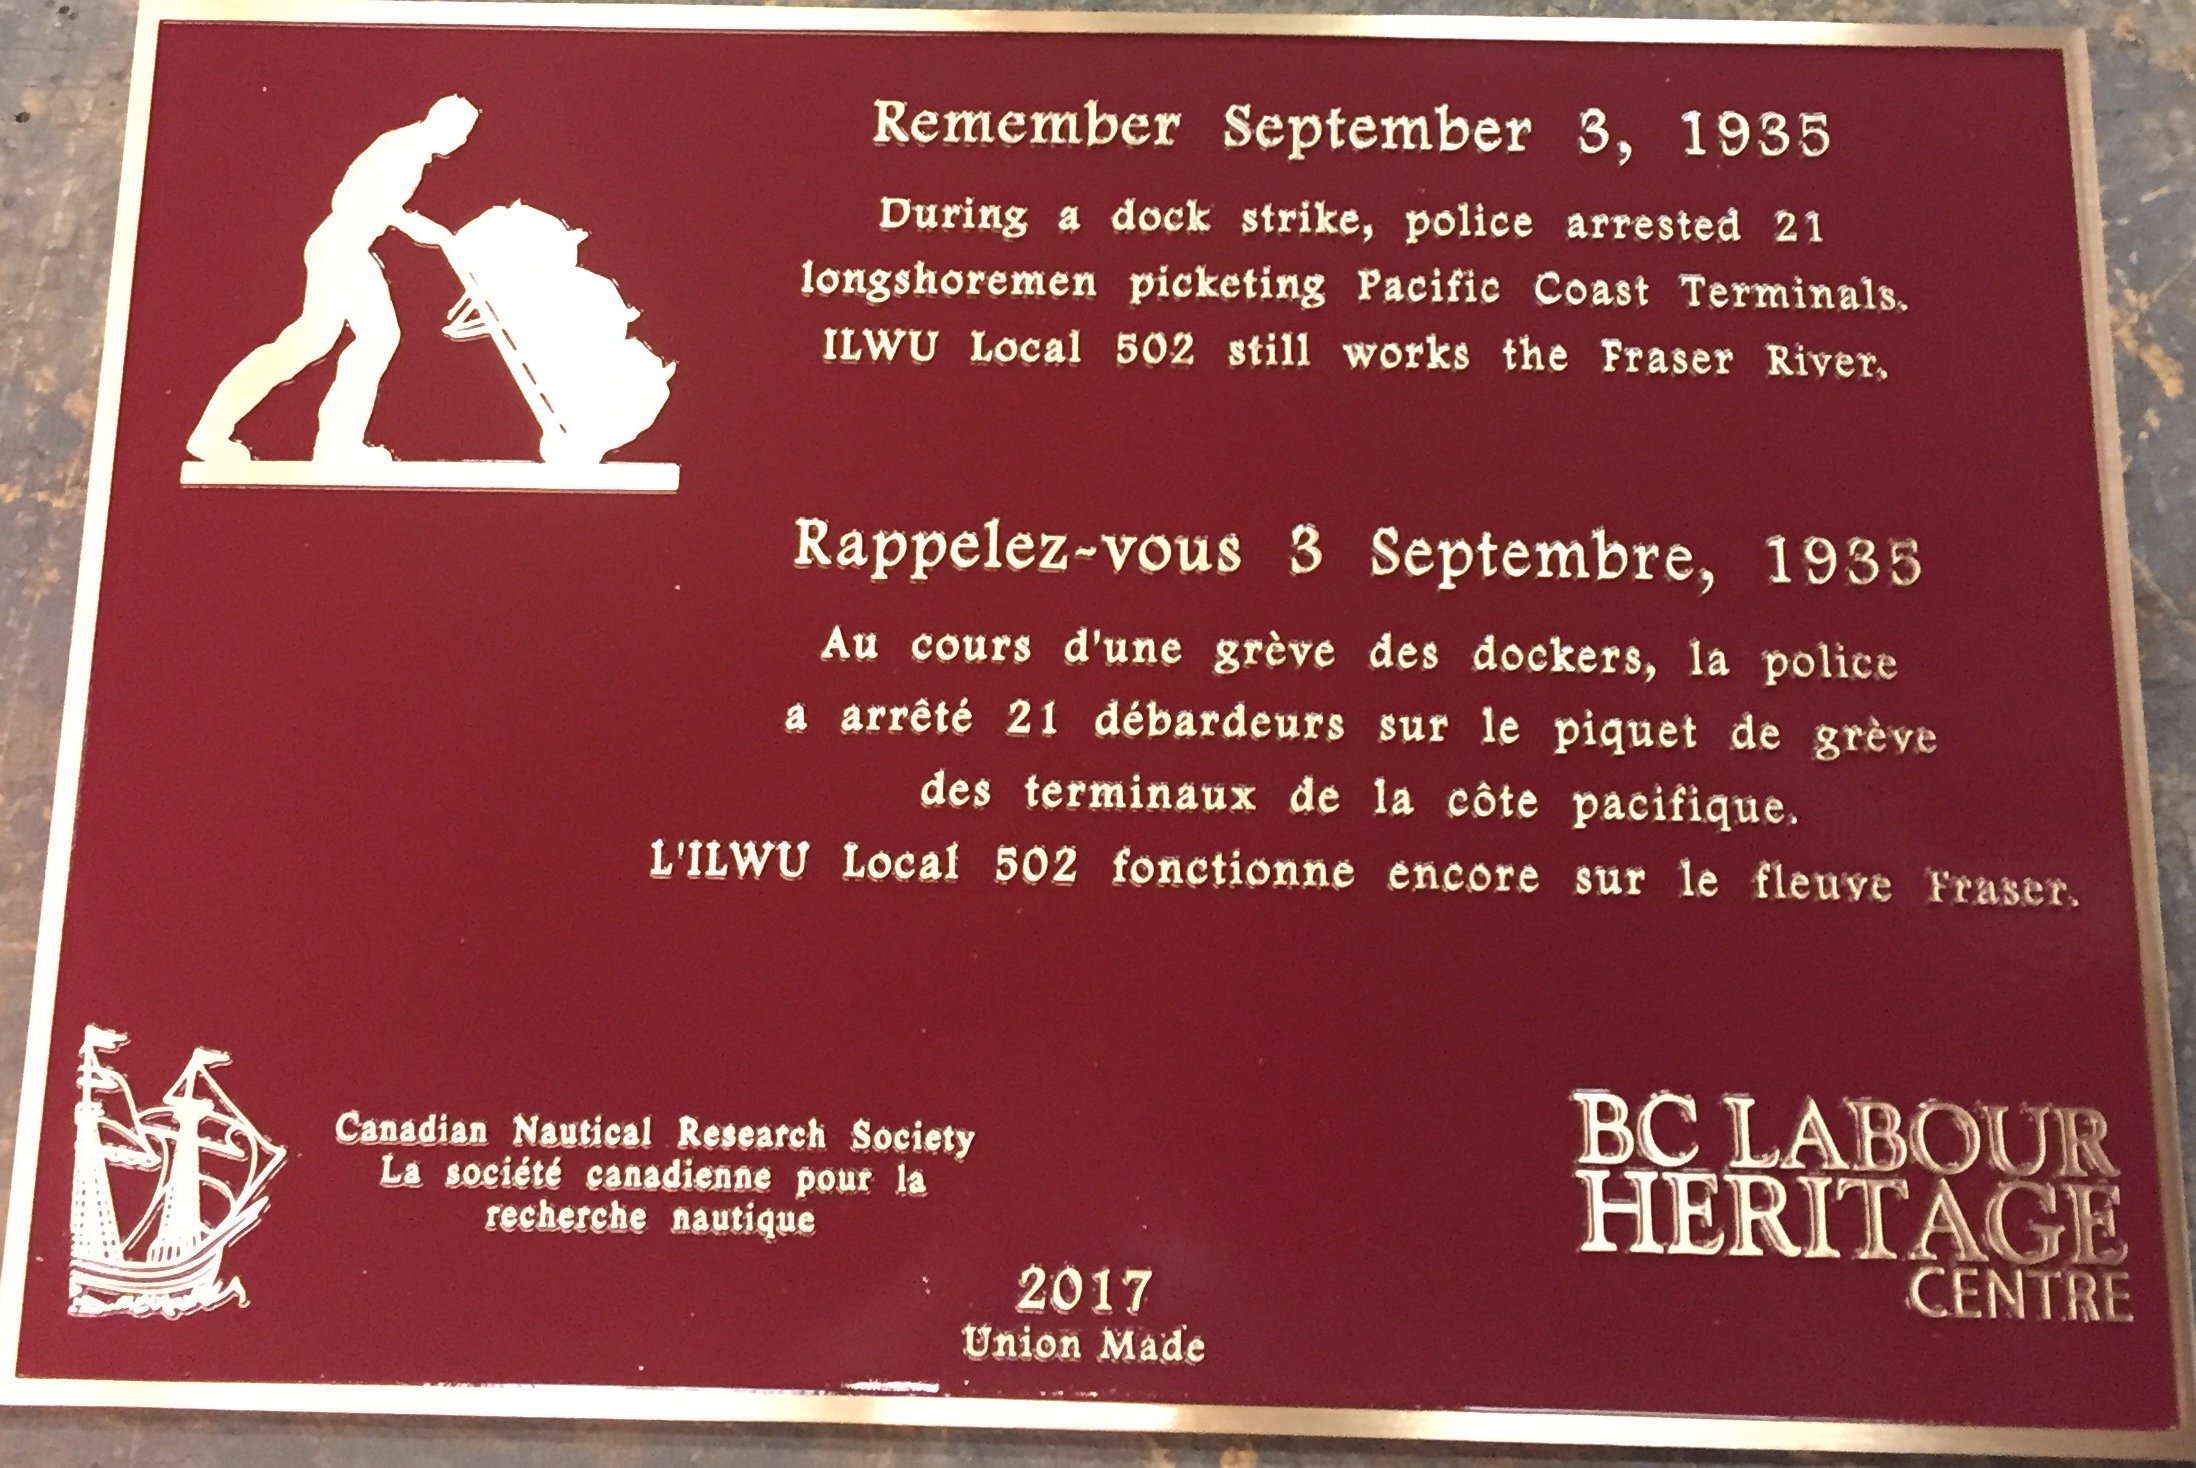 Remember September 3, 1935
During a dock strike, police arrested 21
longshoremen picketing Pacific Coast Terminals.
ILWU Local 502 still works the Fraser River.
Rappelez-vous 3 Septembre, 1935
Au cours d'une grève des dockers, la police
a arrêté 21 débardeurs sur le piquet de grève
des terminaux de la côte pacifique.
L'ILWU Local 502 fonctionne encore sur le fleuve Fraser.
Canadian Nautical Research Society
La société canadienne pour la
recherche nautique
BC LABOUR
HERITAGE
CENTRE
2017
Union Made